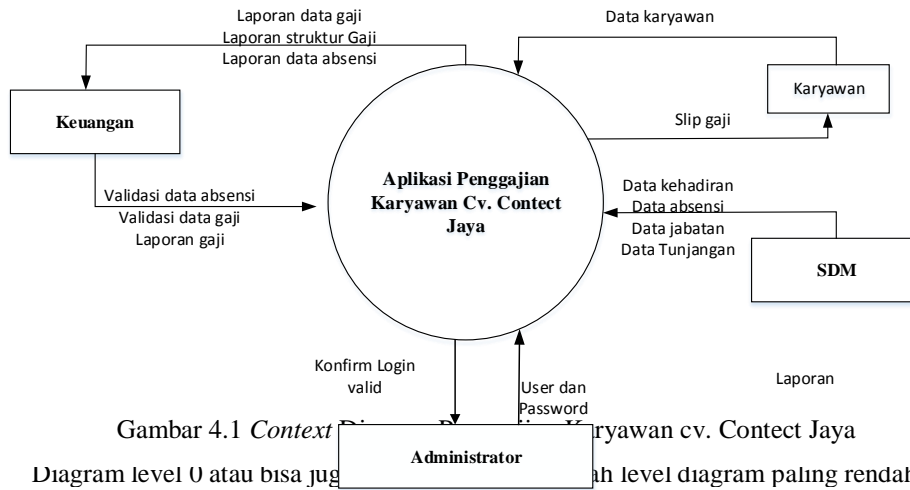 Laporan data gaji
Laporan struktur Gaji
Laporan data absensi
Data karyawan
Karyawan
Keuangan
Slip gaji
Aplikasi Penggajian
Karyawan Cv. Contect
Jaya
Validasi data absensi
Validasi data gaji
Laporan gaji
Data kehadiran
Data absensi
Data jabatan
Data Tunjangan
SDM
Konfirm Login
valid
User dan
Password
Laporan
Gambar 4.1 Context Karyawan cv. Contect Jaya
Administrator
Diagram level 0 atau bisa level diagram paling rendah